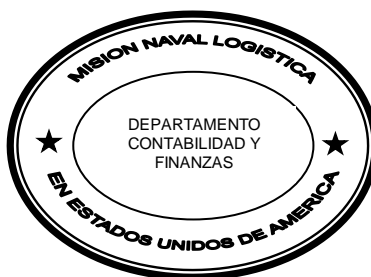 MISION NAVAL LOGISTICA
DEPARTAMENTO
CONTABILIDAD Y
FINANZAS
EN ESTADOS UNIDOS DE AMERICA